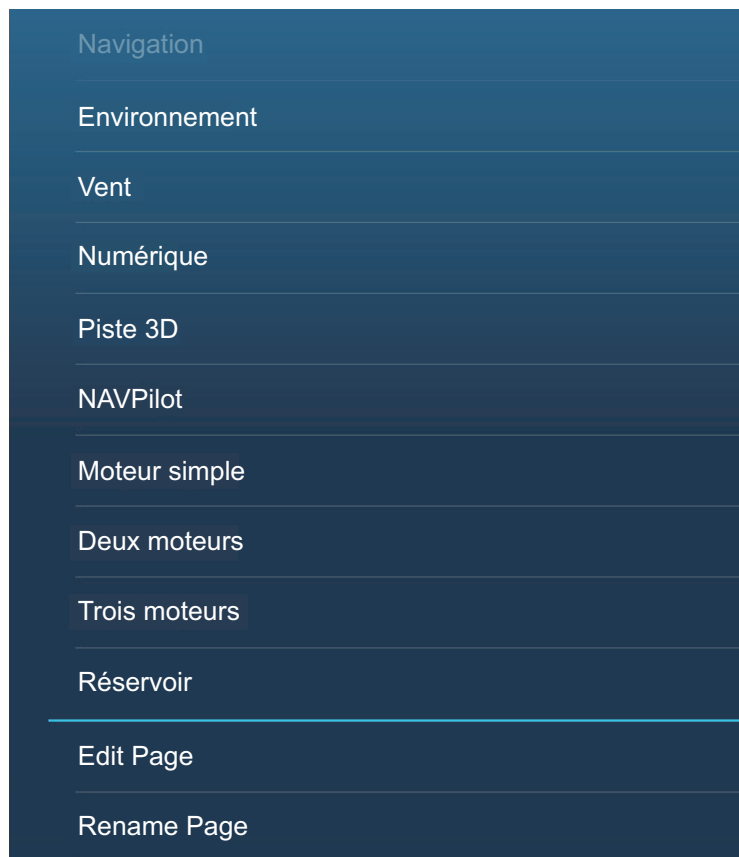 Navigation
Environnement
Vent
Numérique
Piste 3D
NAVPilot
Moteur simple
Deux moteurs
Trois moteurs
Réservoir
Edit Page
Rename Page